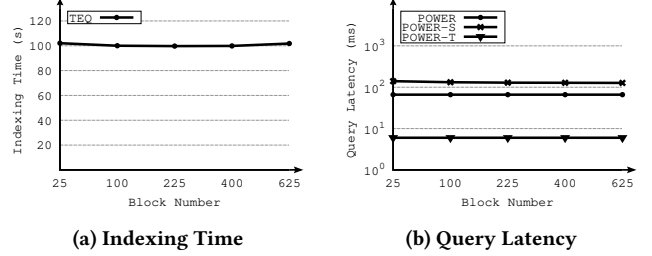 TEQ
120
100
80
60
40
20
Indexing Time (s)
25 100 225 400 625
Block Number
(a) Indexing Time
POWER
POWER-S
POWER-T
10^3
10^2
10^1
10^0
Query Latency (ms)
25 100 225 400 625
Block Number
(b) Query Latency